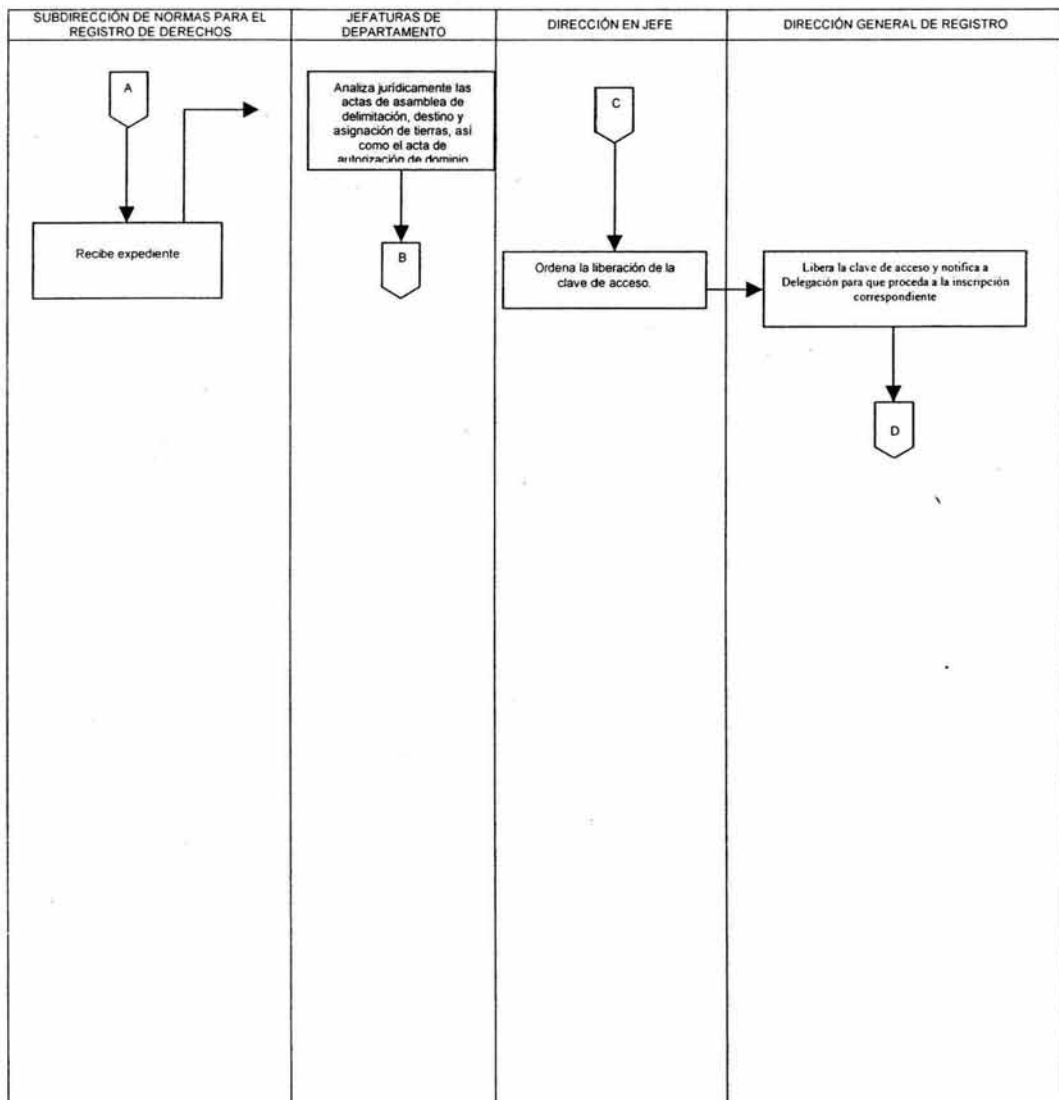 SUBDIRECCIÓN DE NORMAS PARA EL
REGISTRO DE DERECHOS
JEFATURAS DE
DEPARTAMENTO
DIRECCIÓN EN JEFE
DIRECCIÓN GENERAL DE REGISTRO
A
Recibe expediente
Analiza jurídicamente las
actas de asamblea de
delimitación, destino y
asignación de tierras, así
como el acta de
autorización de dominio
B
C
Ordena la liberación de la
clave de acceso.
Libera la clave de acceso y notifica a
Delegación para que proceda a la inscripción
correspondiente
D